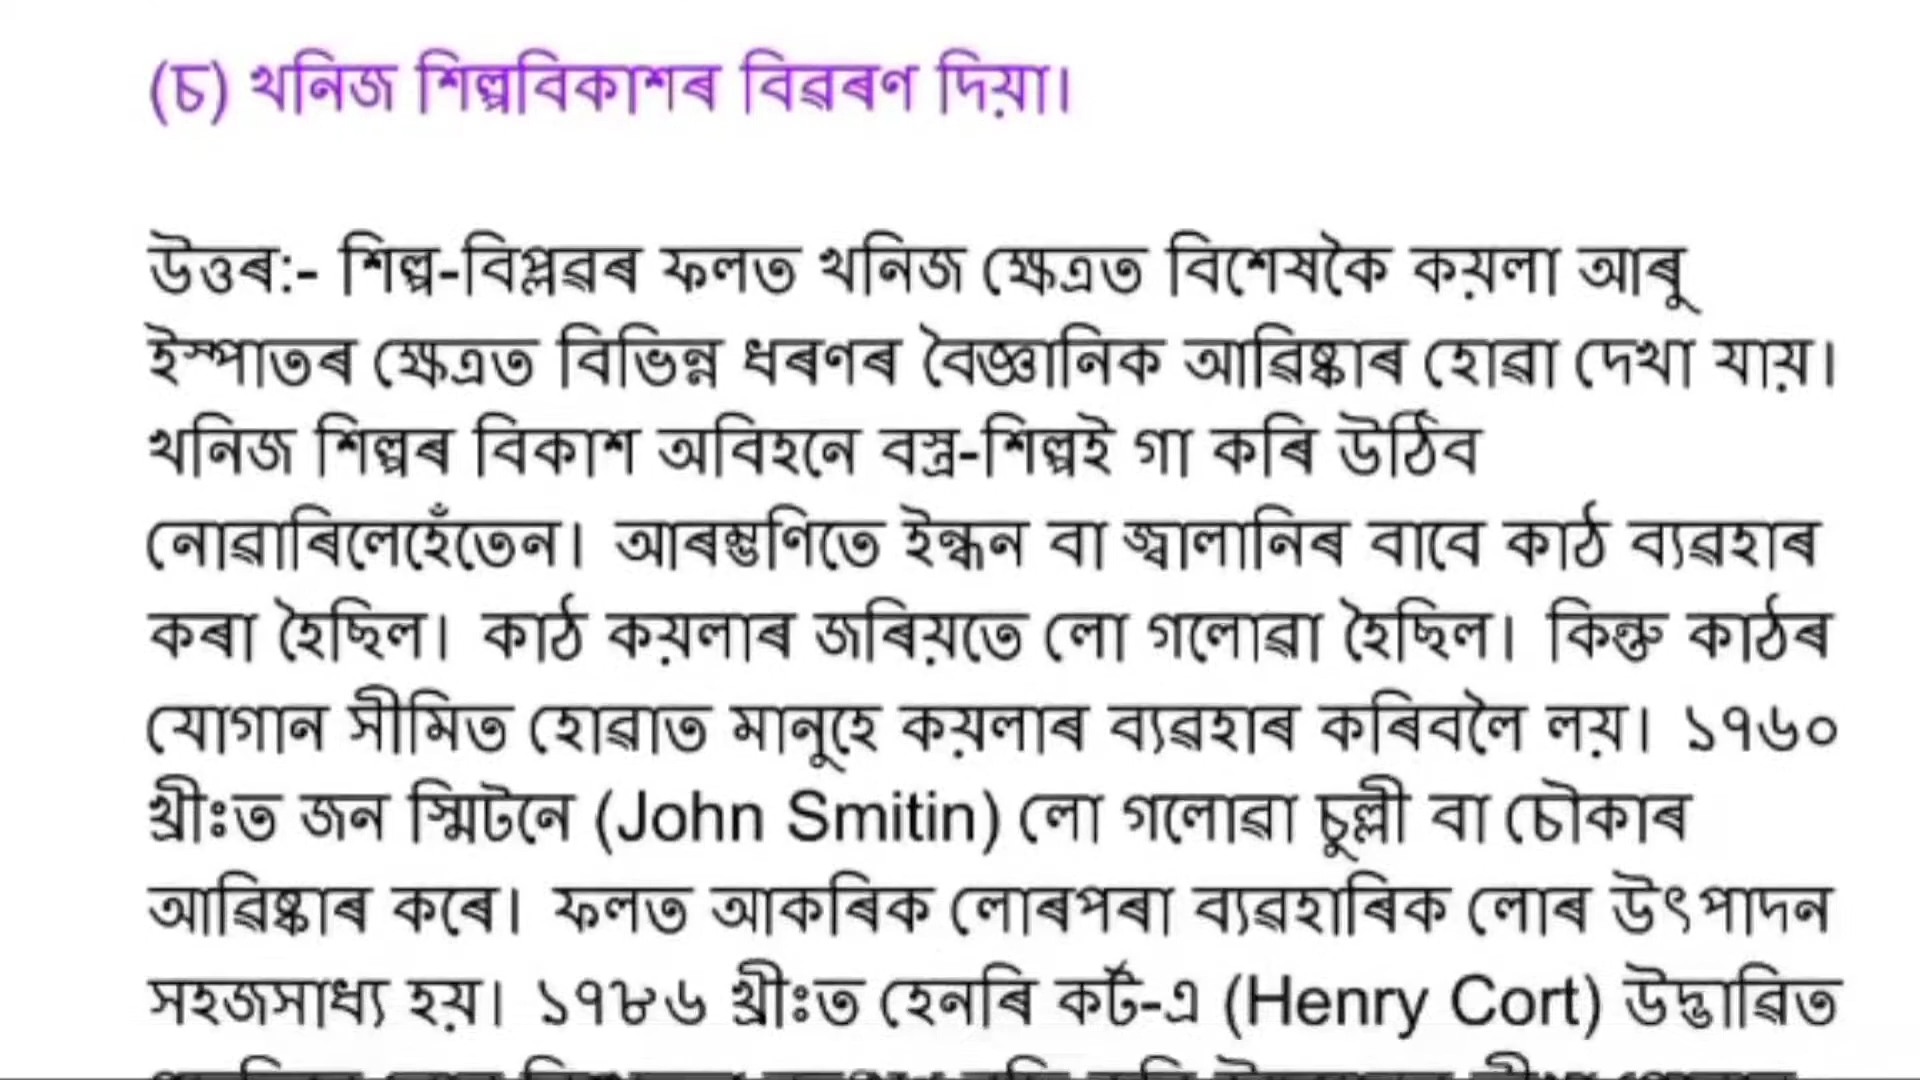 (চ) খনিজ শিল্পবিকাশৰ বিৱৰণ দিয়া।
উত্তৰ:- শিল্প-বিপ্লৱৰ ফলত খনিজ ক্ষেত্ৰত বিশেষকৈ কয়লা আৰু
ইস্পাতৰ ক্ষেত্ৰত বিভিন্ন ধৰণৰ বৈজ্ঞানিক আৱিষ্কাৰ হোৱা দেখা যায়।
খনিজ শিল্পৰ বিকাশ অবিহনে বস্ত্ৰ-শিল্পই গা কৰি উঠিব
নোৱাৰিলেহেঁতেন। আৰম্ভণিতে ইন্ধন বা জ্বালানিৰ বাবে কাঠ ব্যৱহাৰ
কৰা হৈছিল। কাঠ কয়লাৰ জৰিয়তে লো গলোৱা হৈছিল। কিন্তু কাঠৰ
যোগান সীমিত হোৱাত মানুহে কয়লাৰ ব্যৱহাৰ কৰিবলৈ লয়। ১৭৬০
খ্ৰীঃত জন স্মিটনে (John Smitin) লো গলোৱা চুল্লী বা চৌকাৰ
আৱিষ্কাৰ কৰে। ফলত আকৰিক লোৰপৰা ব্যৱহাৰিক লোৰ উৎপাদন
সহজসাধ্য হয়। ১৭৮৬ খ্ৰীঃত হেনৰি কৰ্ট-এ (Henry Cort) উদ্ভাৱিত